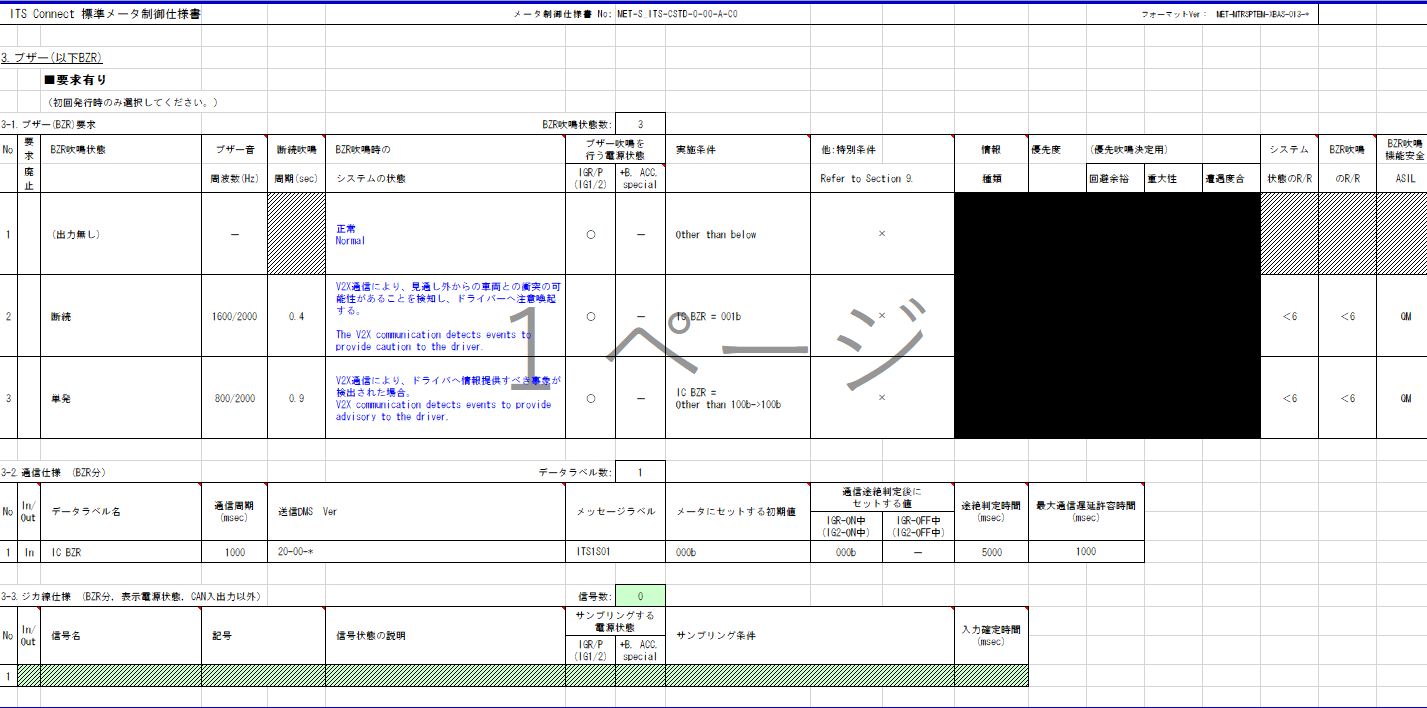 ITS Connect 標準メータ制御仕様書 メータ制御仕様書 No: MET-S_ITS-CSTD-0-00-A-C0 フォーマットVer : MET-MTRSPTEM-XBAS-013-*
3. ブザー(以下BZR)
■要求有り
(初回発行時のみ選択してください。)
3-1. ブザー(BZR)要求 BZR吹鳴状態数: 3
No 要求 BZR吹鳴状態 ブザー音 断続吹鳴 BZR吹鳴時の ブザー吹鳴を行う電源状態 実施条件 他:特別条件 情報 優先度 (優先吹鳴決定用) システム BZR吹鳴 BZR吹鳴機能安全
廃止 周波数(Hz) 周期(sec) システムの状態 IGR/P (IG1/2) +B, ACC, special Refer to Section 9. 種類 回避余裕 重大性 遭遇度合 状態のR/R のR/R ASIL
1 (出力無し) ー 正常 ○ ー Other than below ×
Normal
2 断続 1600/2000 0.4 V2X通信により、見通し外からの車両との衝突の可 ○ ー IC BZR = 001b × <6 <6 QM
能性があることを検知し、ドライバーへ注意喚起
する。
The V2X communication detects events to
provide caution to the driver.
3 単発 800/2000 0.9 V2X通信により、ドライバへ情報提供すべき事象が ○ ー IC BZR = × <6 <6 QM
検出された場合。 Other than 100b->100b
V2X communication detects events to provide
advisory to the driver.
1 ページ
3-2. 通信仕様 (BZR分) データラベル数: 1
No In/Out データラベル名 通信周期 (msec) 送信DMS Ver メッセージラベル メータにセットする初期値 通信途絶判定後にセットする値 途絶判定時間 (msec) 最大通信遅延許容時間 (msec)
IGR-ON中 (IG2-ON中) IGR-OFF中 (IG2-OFF中)
1 In IC BZR 1000 20-00-* ITS1S01 000b 000b ー 5000 1000
3-3. ジカ線仕様 (BZR分, 表示電源状態, CAN入出力以外) 信号数: 0
No In/Out 信号名 記号 信号状態の説明 サンプリングする電源状態 サンプリング条件 入力確定時間 (msec)
IGR/P (IG1/2) +B, ACC, special
1